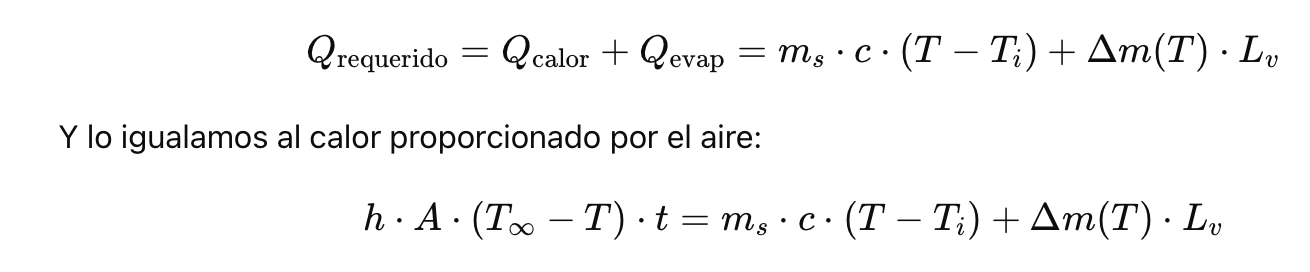 Q_requerido = Q_calor + Q_evap = m_s · c · (T − T_i) + Δm(T) · L_v
Y lo igualamos al calor proporcionado por el aire:
h · A · (T_∞ − T) · t = m_s · c · (T − T_i) + Δm(T) · L_v